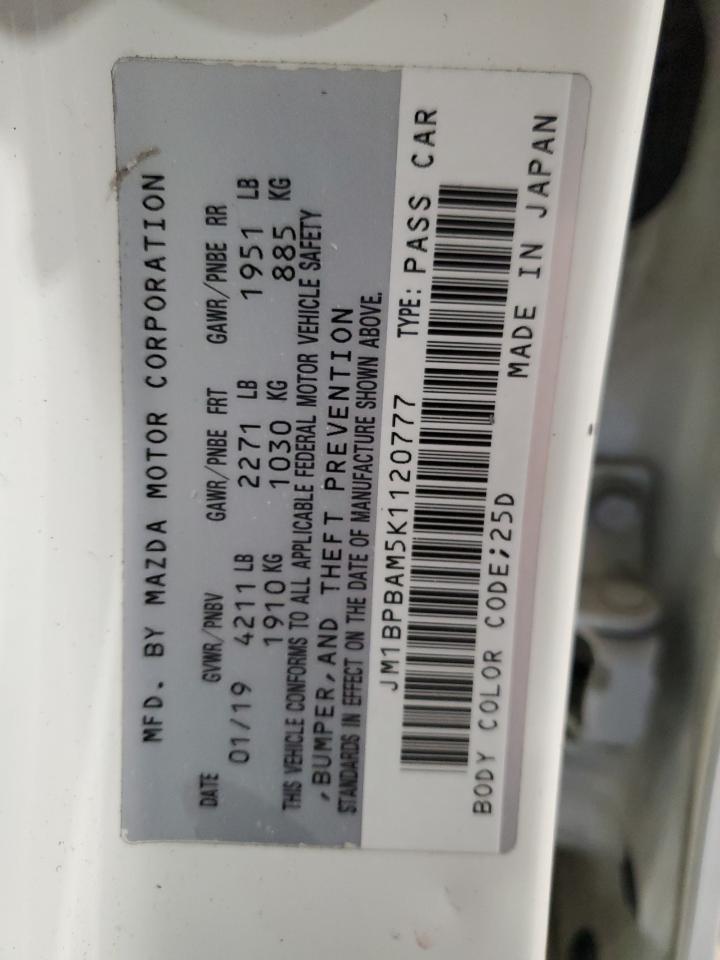 MFD. BY MAZDA MOTOR CORPORATION
DATE GVWR/PNBV GAWR/PNBE FRT GAWR/PNBE RR
01/19 4211 LB 2271 LB 1951 LB
1910 KG 1030 KG 885 KG
THIS VEHICLE CONFORMS TO ALL APPLICABLE FEDERAL MOTOR VEHICLE SAFETY
,BUMPER,AND THEFT PREVENTION
STANDARDS IN EFFECT ON THE DATE OF MANUFACTURE SHOWN ABOVE.
JM1BPBAM5K1120777 TYPE: PASS CAR
BODY COLOR CODE;25D MADE IN JAPAN